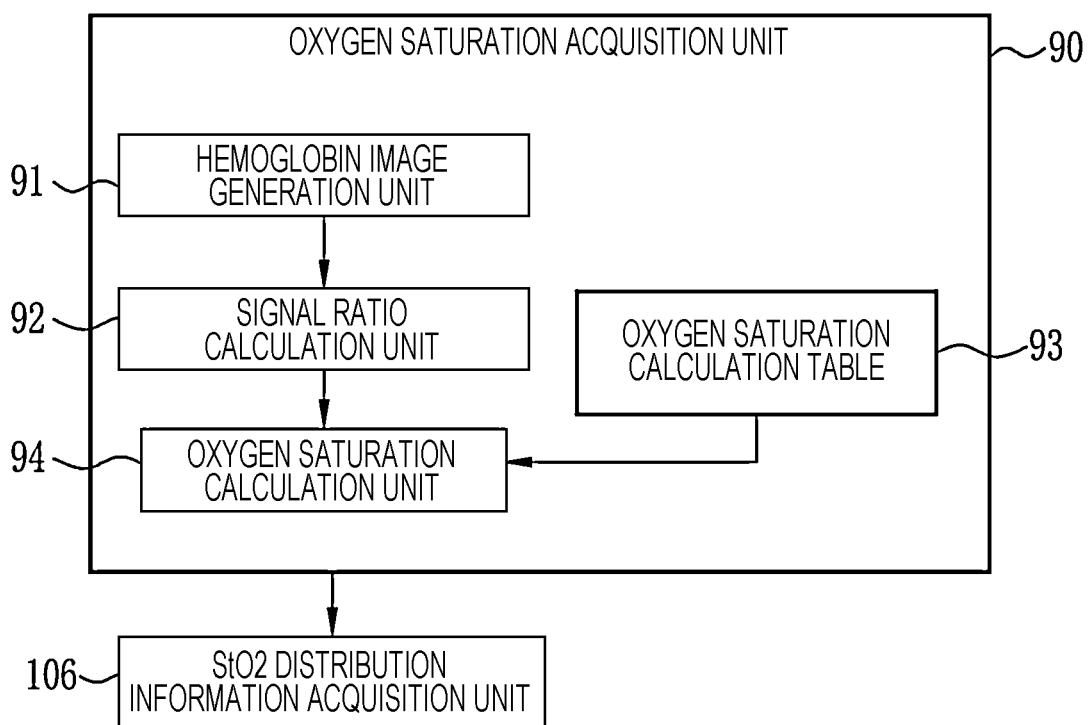 OXYGEN SATURATION ACQUISITION UNIT
90
91
HEMOGLOBIN IMAGE
GENERATION UNIT
92
SIGNAL RATIO
CALCULATION UNIT
OXYGEN SATURATION
CALCULATION TABLE
93
94
OXYGEN SATURATION
CALCULATION UNIT
106
StO2 DISTRIBUTION
INFORMATION ACQUISITION UNIT